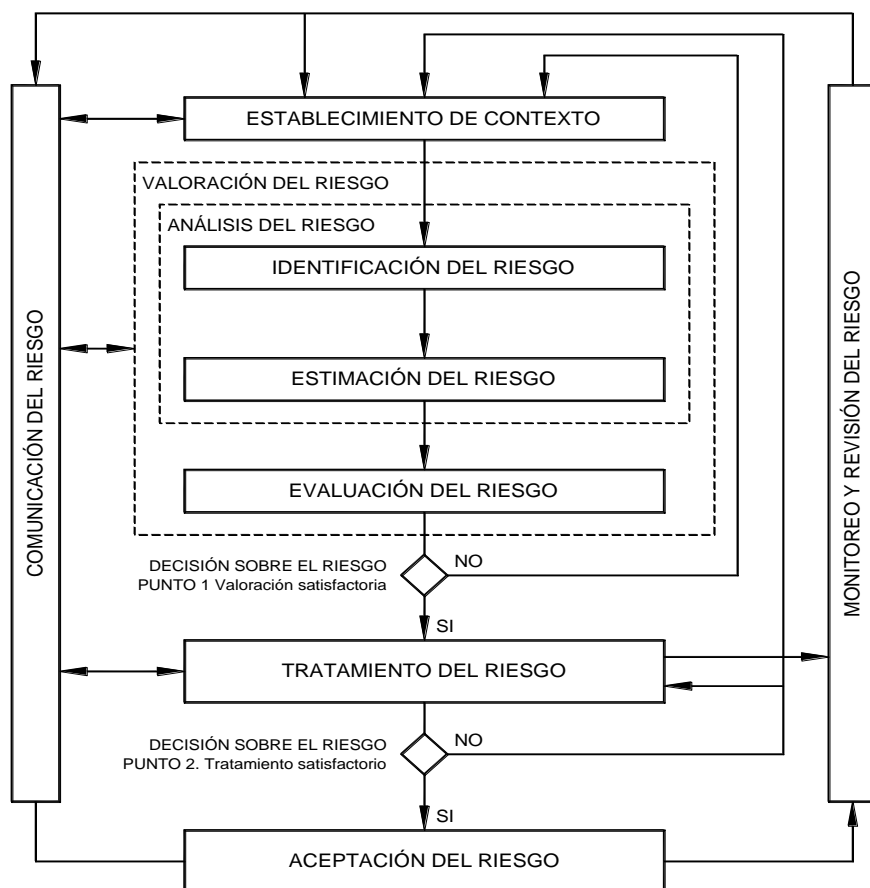 ESTABLECIMIENTO DE CONTEXTO
VALORACIÓN DEL RIESGO
ANÁLISIS DEL RIESGO
IDENTIFICACIÓN DEL RIESGO
ESTIMACIÓN DEL RIESGO
EVALUACIÓN DEL RIESGO
DECISIÓN SOBRE EL RIESGO
PUNTO 1 Valoración satisfactoria
NO
SI
TRATAMIENTO DEL RIESGO
DECISIÓN SOBRE EL RIESGO
PUNTO 2. Tratamiento satisfactorio
NO
SI
ACEPTACIÓN DEL RIESGO
COMUNICACIÓN DEL RIESGO
MONITOREO Y REVISIÓN DEL RIESGO